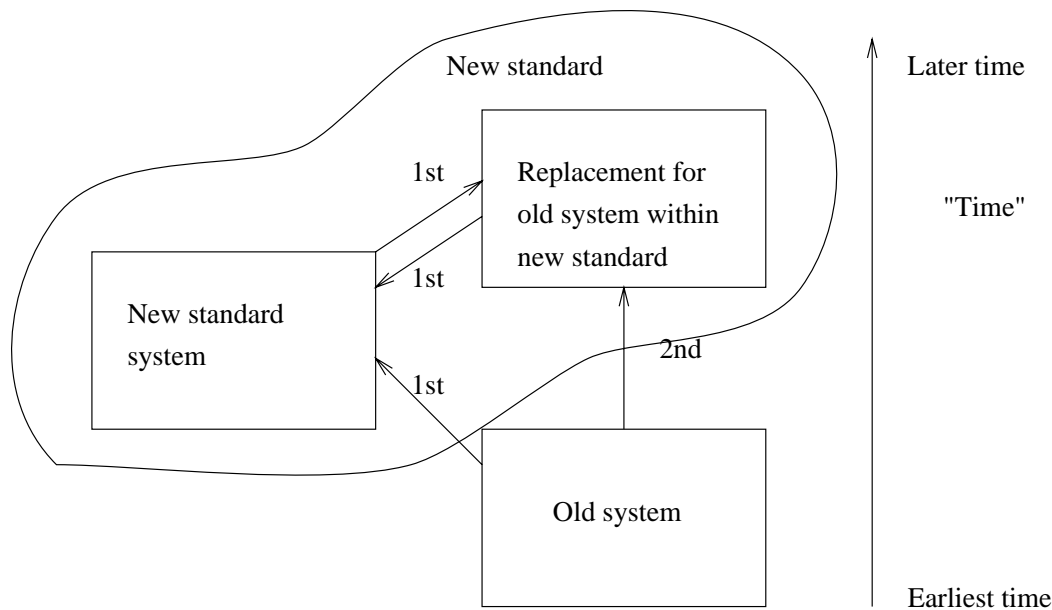 New standard
Later time
1st
Replacement for
old system within
new standard
"Time"
1st
New standard
system
2nd
1st
Old system
Earliest time